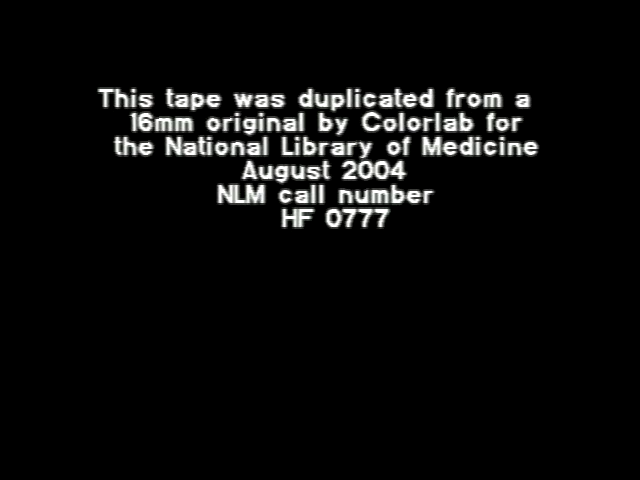 This tape was duplicated from a
16mm original by Colorlab for
the National Library of Medicine
August 2004
NLM call number
HF 0777